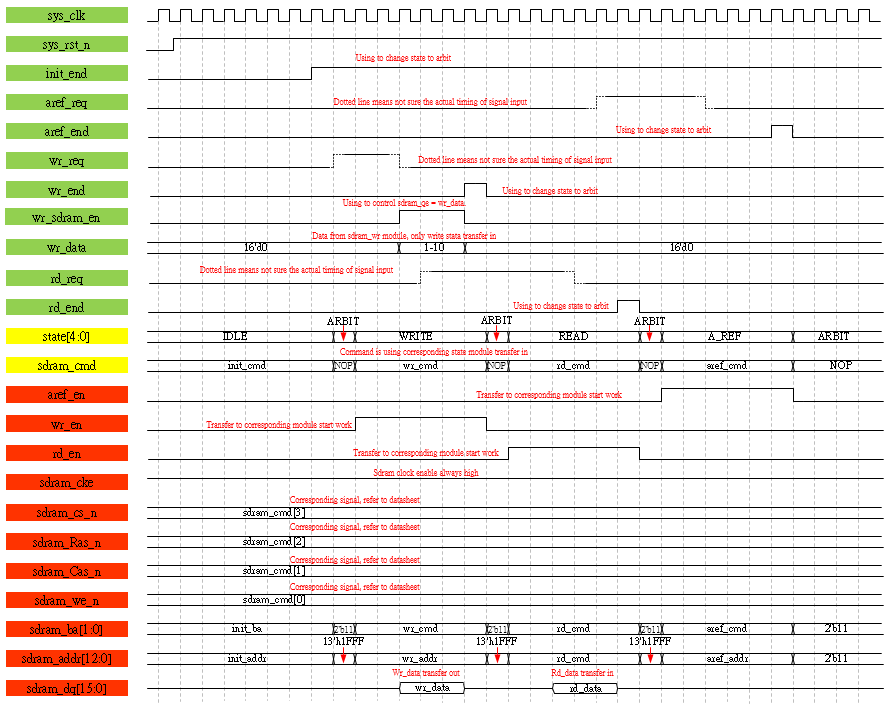 sys_clk
sys_rst_n
Using to change state to arbit
init_end
aref_req
Dotted line means not sure the actual timing of signal input
aref_end
Using to change state to arbit
wr_req
Dotted line means not sure the actual timing of signal input
wr_end
Using to change state to arbit
Using to control sdram_qe = wr_data.
wr_sdram_en
Data from sdram_wr module, only write stata transfer in
wr_data 16'd0 1-10 16'd0
Dotted line means not sure the actual timing of signal input
rd_req
rd_end
Using to change state to arbit
ARBIT ARBIT ARBIT
state[4:0] IDLE WRITE READ A_REF ARBIT
Command is using corresponding state module transfer in
sdram_cmd init_cmd NOP wr_cmd NOP rd_cmd NOP aref_cmd NOP
aref_en
Transfer to corresponding module start work
wr_en
Transfer to corresponding module start work
rd_en
Transfer to corresponding module start work
Sdram clock enable always high
sdram_cke
Corresponding signal, refer to datasheet
sdram_cs_n sdram_cmd[3]
Corresponding signal, refer to datasheet
sdram_Ras_n sdram_cmd[2]
Corresponding signal, refer to datasheet
sdram_Cas_n sdram_cmd[1]
Corresponding signal, refer to datasheet
sdram_we_n sdram_cmd[0]
sdram_ba[1:0] init_ba 2'b11 wr_cmd 2'b11 rd_cmd 2'b11 aref_cmd 2'b11
13'h1FFF 13'h1FFF 13'h1FFF
sdram_addr[12:0] init_addr wr_addr rd_cmd aref_addr 2'b11
Wr_data transfer out Rd_data transfer in
sdram_dq[15:0] wr_data rd_data